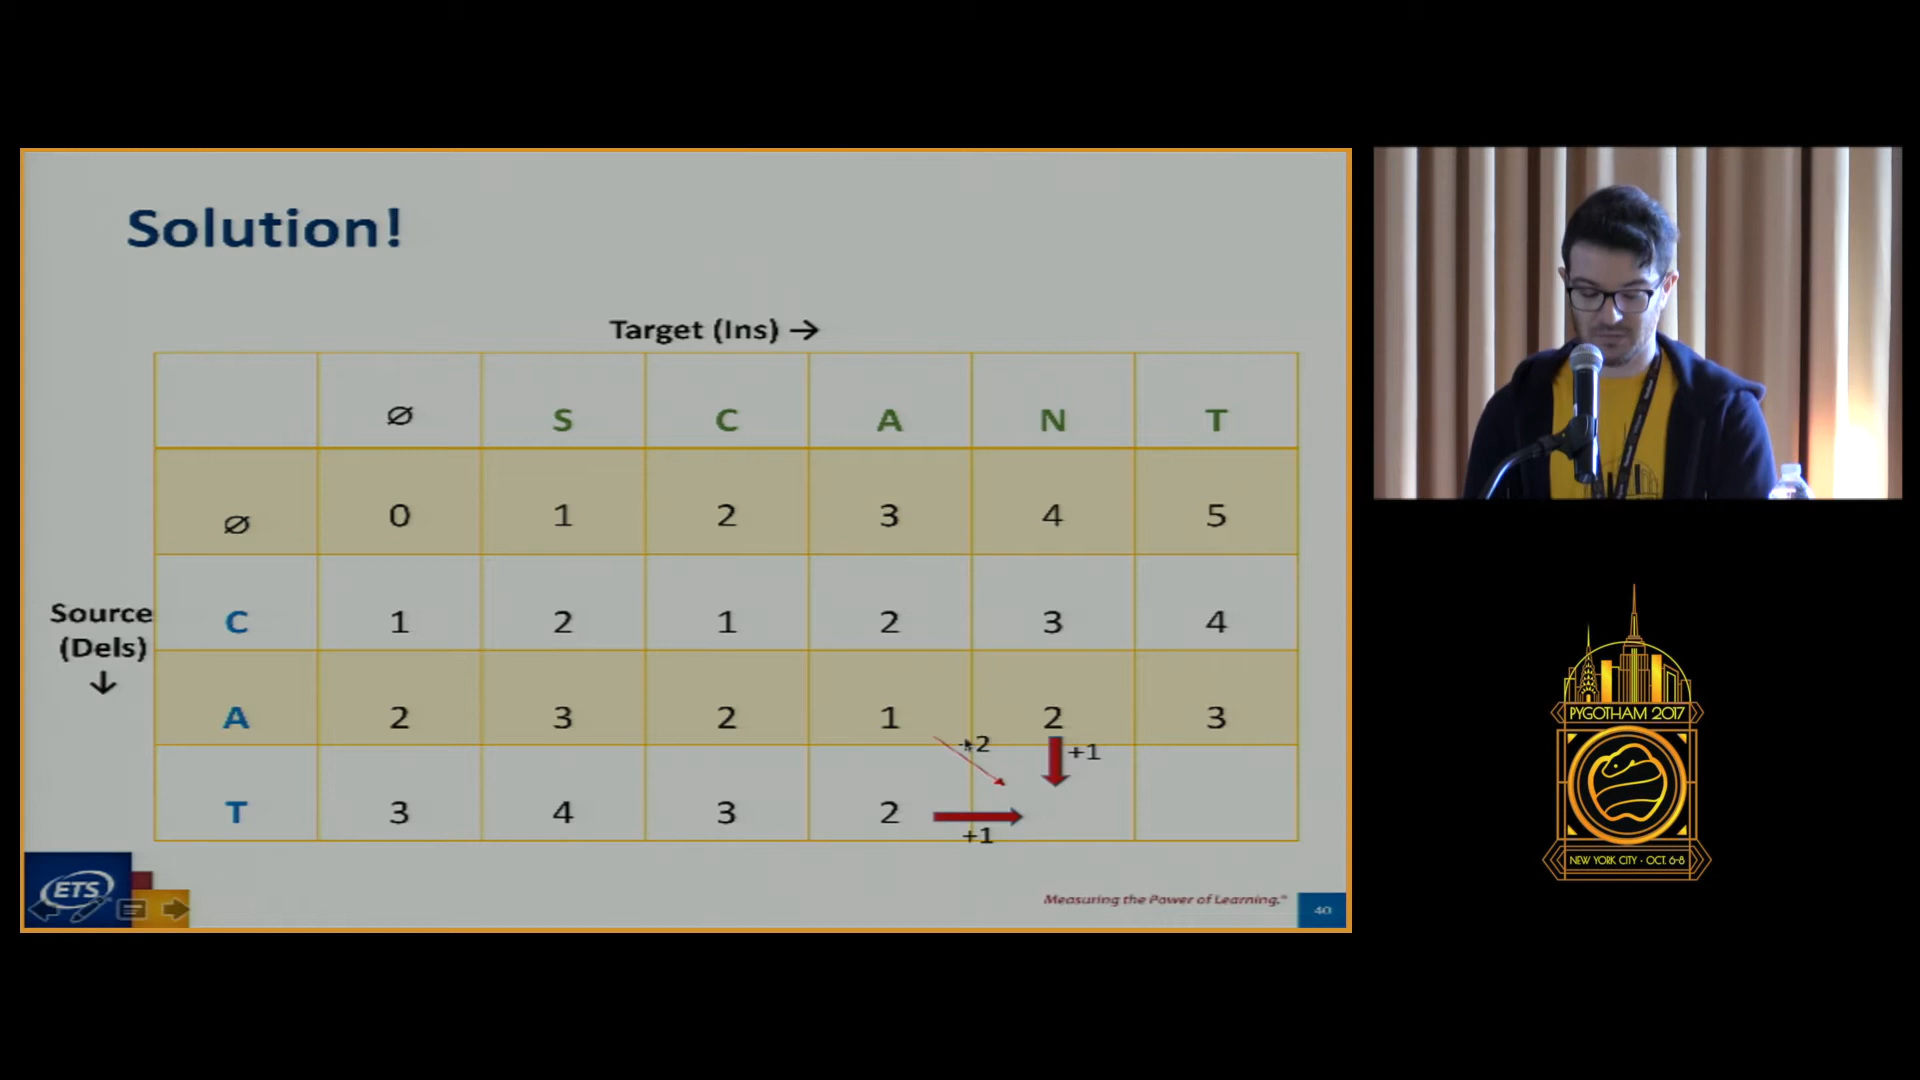 Solution!
Target (Ins) →
∅ S C A N T
∅ 0 1 2 3 4 5
Source
(Dels)
↓
C 1 2 1 2 3 4
A 2 3 2 1 2 3
+2 +1
T 3 4 3 2
+1
ETS
Measuring the Power of Learning.™
40
PYGOTHAM 2017
NEW YORK CITY · OCT. 6-8